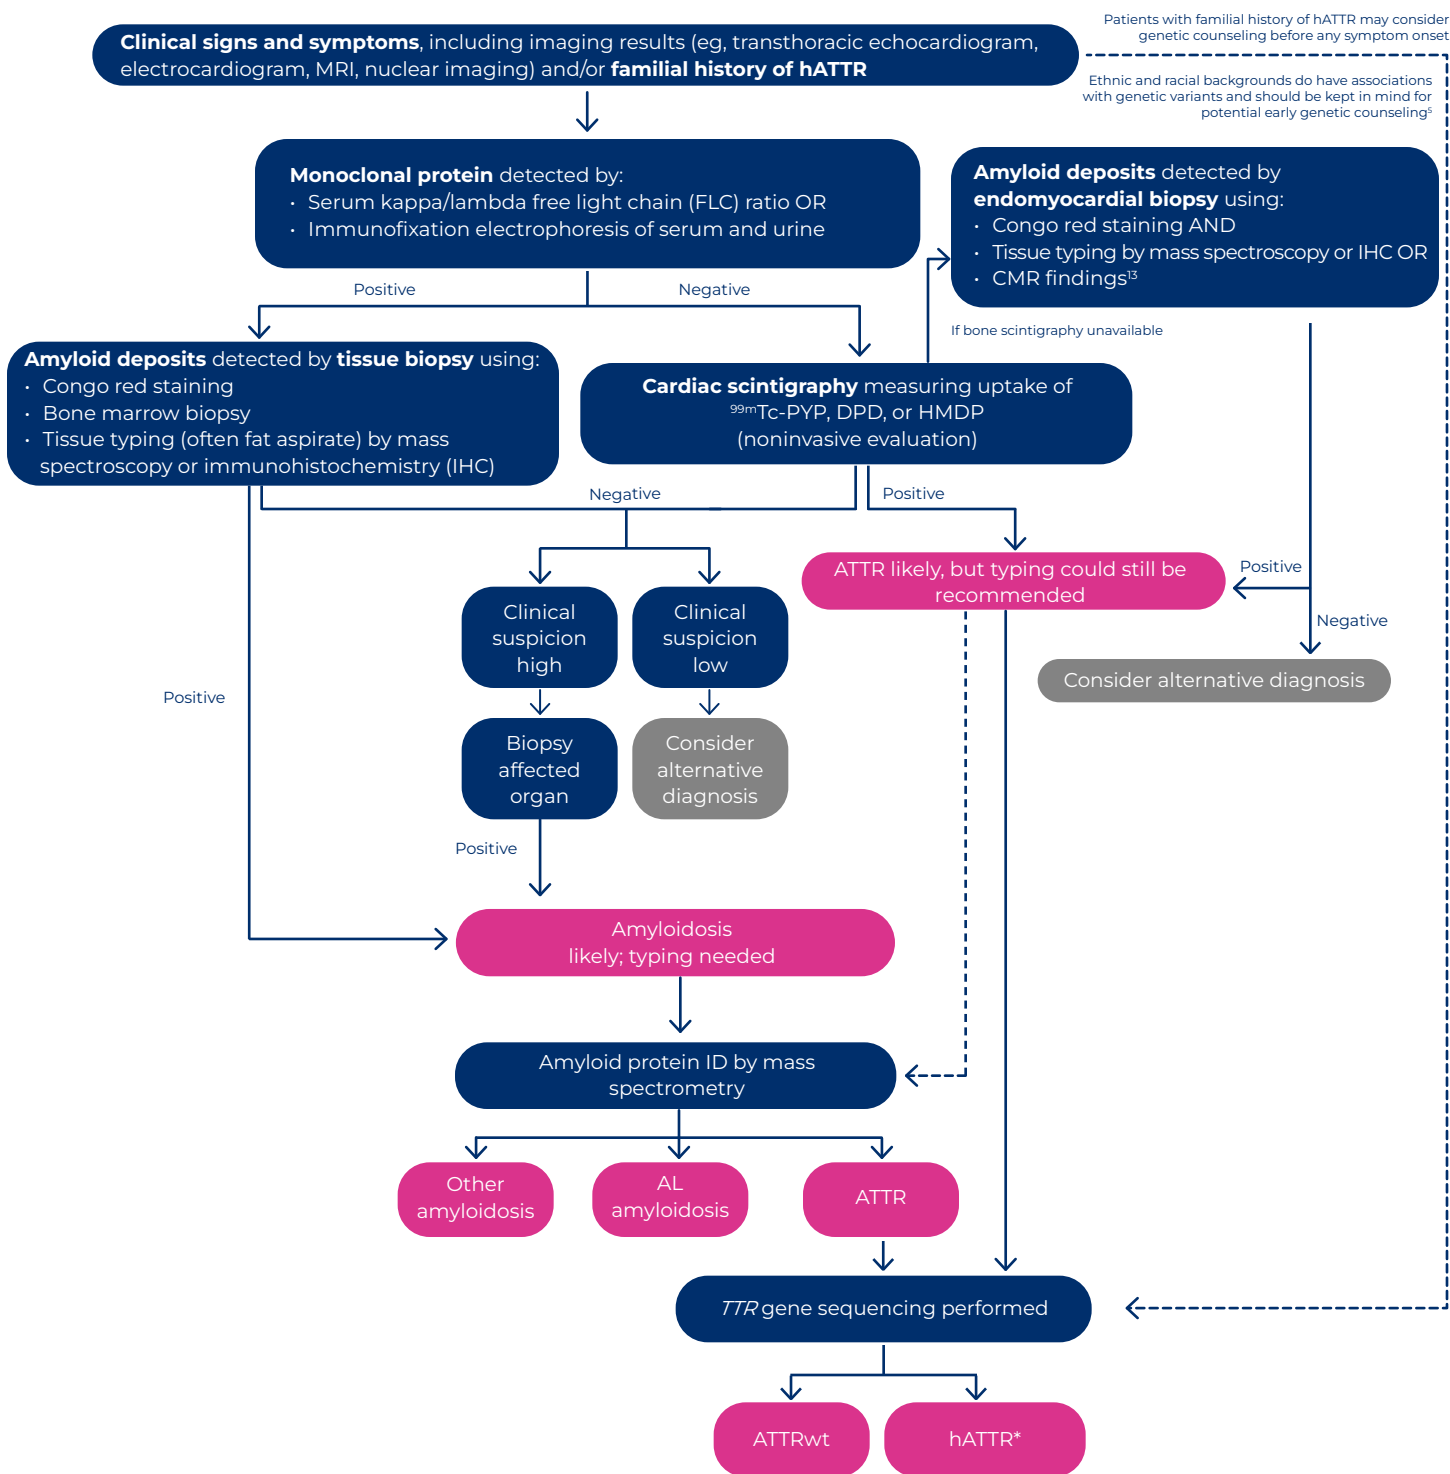 Patients with familial history of hATTR may consider
genetic counseling before any symptom onset
Clinical signs and symptoms, including imaging results (eg, transthoracic echocardiogram,
electrocardiogram, MRI, nuclear imaging) and/or familial history of hATTR
Ethnic and racial backgrounds do have associations
with genetic variants and should be kept in mind for
potential early genetic counseling⁵
Monoclonal protein detected by:
· Serum kappa/lambda free light chain (FLC) ratio OR
· Immunofixation electrophoresis of serum and urine
Amyloid deposits detected by
endomyocardial biopsy using:
· Congo red staining AND
· Tissue typing by mass spectroscopy or IHC OR
· CMR findings¹³
Positive
Negative
If bone scintigraphy unavailable
Amyloid deposits detected by tissue biopsy using:
· Congo red staining
· Bone marrow biopsy
· Tissue typing (often fat aspirate) by mass
spectroscopy or immunohistochemistry (IHC)
Cardiac scintigraphy measuring uptake of
⁹⁹ᵐTc-PYP, DPD, or HMDP
(noninvasive evaluation)
Negative
Positive
ATTR likely, but typing could still be
recommended
Positive
Negative
Consider alternative diagnosis
Clinical
suspicion
high
Clinical
suspicion
low
Positive
Biopsy
affected
organ
Consider
alternative
diagnosis
Positive
Amyloidosis
likely; typing needed
Amyloid protein ID by mass
spectrometry
Other
amyloidosis
AL
amyloidosis
ATTR
TTR gene sequencing performed
ATTRwt
hATTR*